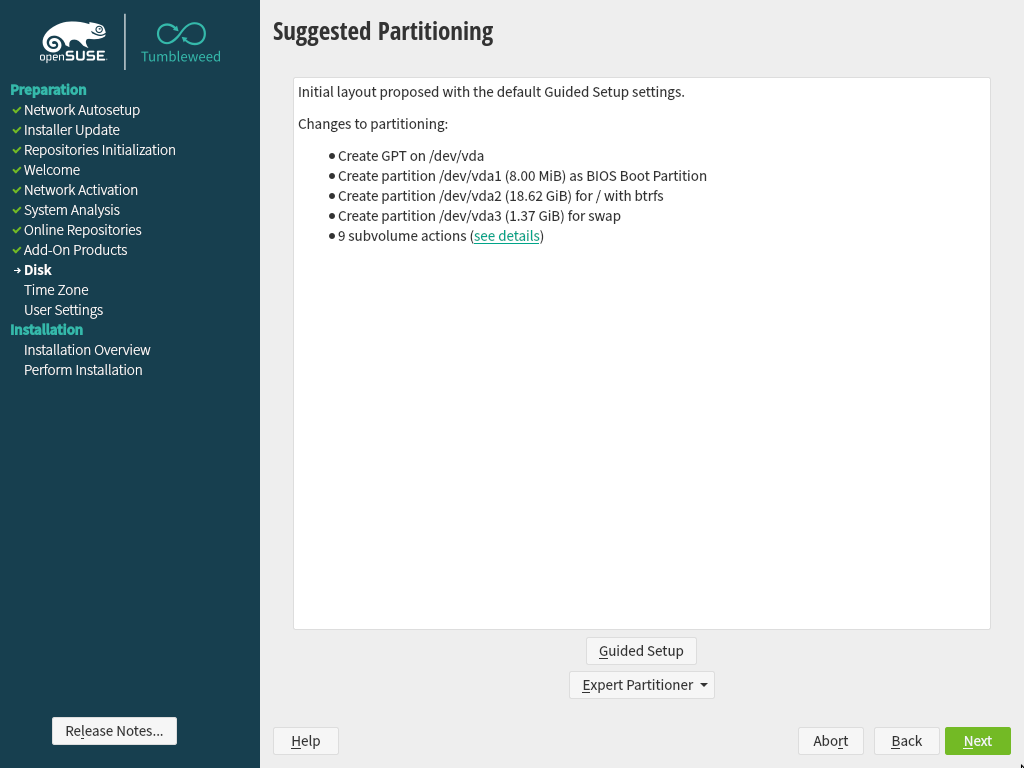 openSUSE
Tumbleweed
Preparation
Network Autosetup
Installer Update
Repositories Initialization
Welcome
Network Activation
System Analysis
Online Repositories
Add-On Products
Disk
Time Zone
User Settings
Installation
Installation Overview
Perform Installation
Release Notes...
Suggested Partitioning
Initial layout proposed with the default Guided Setup settings.
Changes to partitioning:
Create GPT on /dev/vda
Create partition /dev/vda1 (8.00 MiB) as BIOS Boot Partition
Create partition /dev/vda2 (18.62 GiB) for / with btrfs
Create partition /dev/vda3 (1.37 GiB) for swap
9 subvolume actions (see details)
Guided Setup
Expert Partitioner
Help
Abort
Back
Next